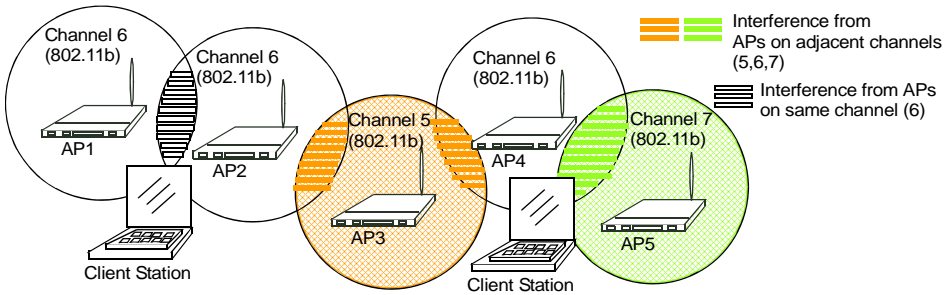 Channel 6
(802.11b)
AP1
Channel 6
(802.11b)
AP2
Client Station
Channel 5
(802.11b)
AP3
Channel 6
(802.11b)
AP4
Client Station
Channel 7
(802.11b)
AP5
Interference from
APs on adjacent channels
(5,6,7)
Interference from APs
on same channel (6)